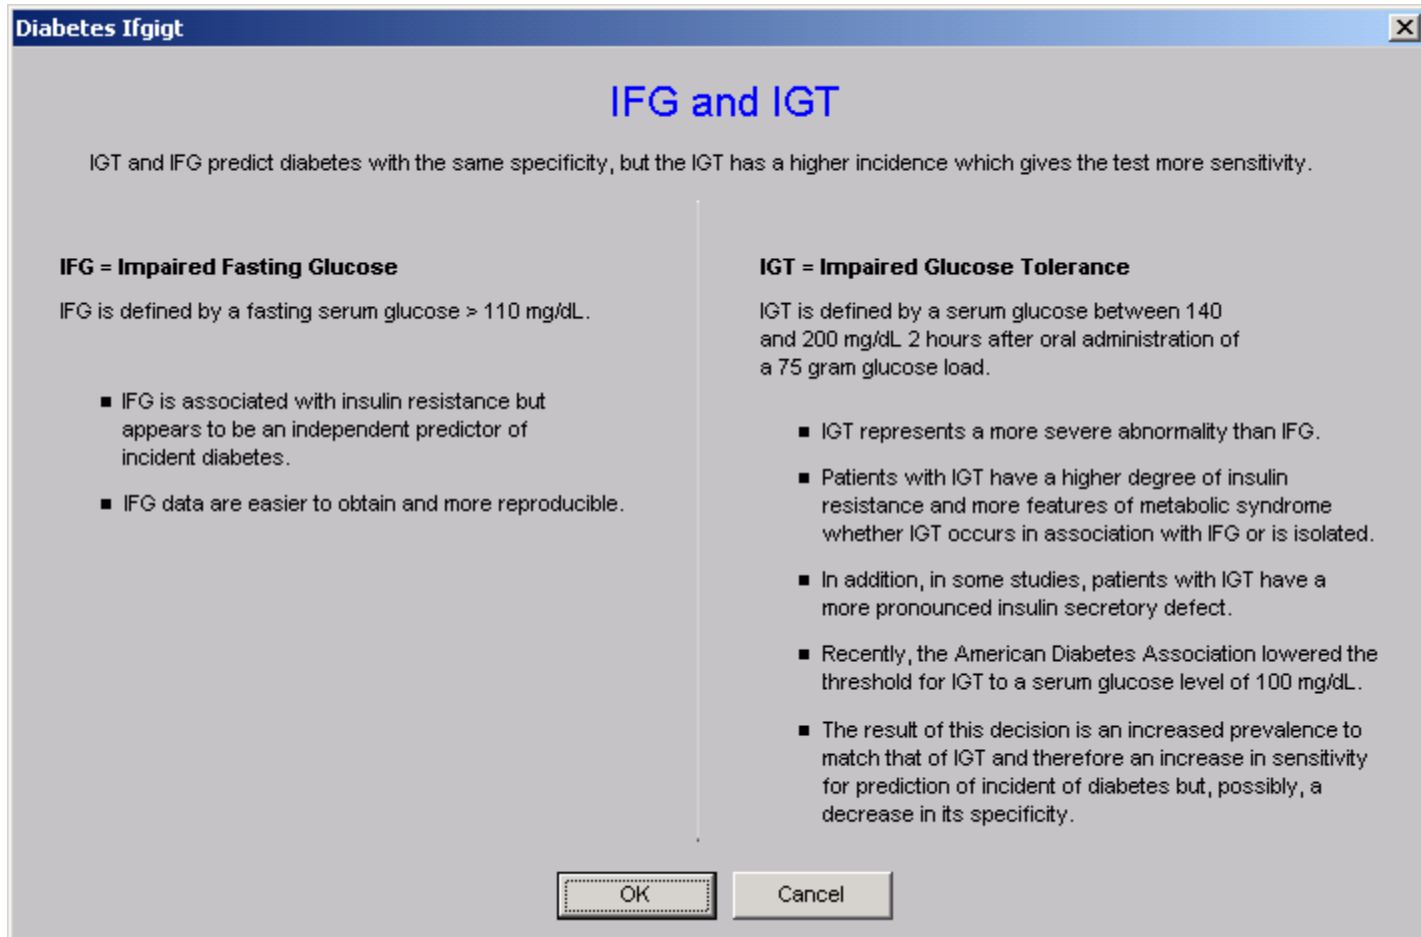 Diabetes Ifgigt
IFG and IGT
IGT and IFG predict diabetes with the same specificity, but the IGT has a higher incidence which gives the test more sensitivity.
IFG = Impaired Fasting Glucose
IFG is defined by a fasting serum glucose > 110 mg/dL.
■ IFG is associated with insulin resistance but
appears to be an independent predictor of
incident diabetes.
■ IFG data are easier to obtain and more reproducible.
IGT = Impaired Glucose Tolerance
IGT is defined by a serum glucose between 140
and 200 mg/dL 2 hours after oral administration of
a 75 gram glucose load.
■ IGT represents a more severe abnormality than IFG.
■ Patients with IGT have a higher degree of insulin
resistance and more features of metabolic syndrome
whether IGT occurs in association with IFG or is isolated.
■ In addition, in some studies, patients with IGT have a
more pronounced insulin secretory defect.
■ Recently, the American Diabetes Association lowered the
threshold for IGT to a serum glucose level of 100 mg/dL.
■ The result of this decision is an increased prevalence to
match that of IGT and therefore an increase in sensitivity
for prediction of incident of diabetes but, possibly, a
decrease in its specificity.
OK
Cancel